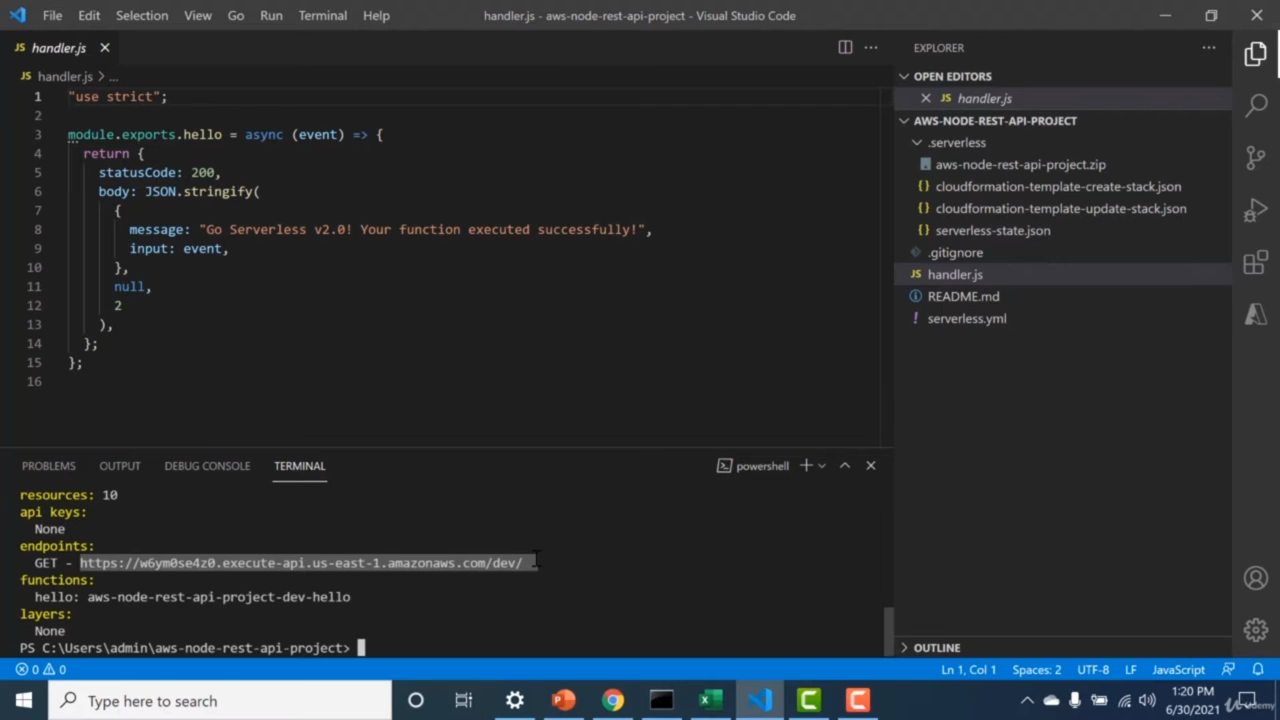 File Edit Selection View Go Run Terminal Help handler.js - aws-node-rest-api-project - Visual Studio Code
JS handler.js
JS handler.js > ...
1 "use strict";
2
3 module.exports.hello = async (event) => {
4 return {
5 statusCode: 200,
6 body: JSON.stringify(
7 {
8 message: "Go Serverless v2.0! Your function executed successfully!",
9 input: event,
10 },
11 null,
12 2
13 ),
14 };
15 };
16
EXPLORER
OPEN EDITORS
JS handler.js
AWS-NODE-REST-API-PROJECT
.serverless
aws-node-rest-api-project.zip
{} cloudformation-template-create-stack.json
{} cloudformation-template-update-stack.json
{} serverless-state.json
.gitignore
JS handler.js
README.md
! serverless.yml
OUTLINE
PROBLEMS OUTPUT DEBUG CONSOLE TERMINAL powershell
resources: 10
api keys:
None
endpoints:
GET - https://w6ym0se4z0.execute-api.us-east-1.amazonaws.com/dev/
functions:
hello: aws-node-rest-api-project-dev-hello
layers:
None
PS C:\Users\admin\aws-node-rest-api-project>
0 0 Ln 1, Col 1 Spaces: 2 UTF-8 LF JavaScript
Type here to search
1:20 PM
6/30/2021
Udemy